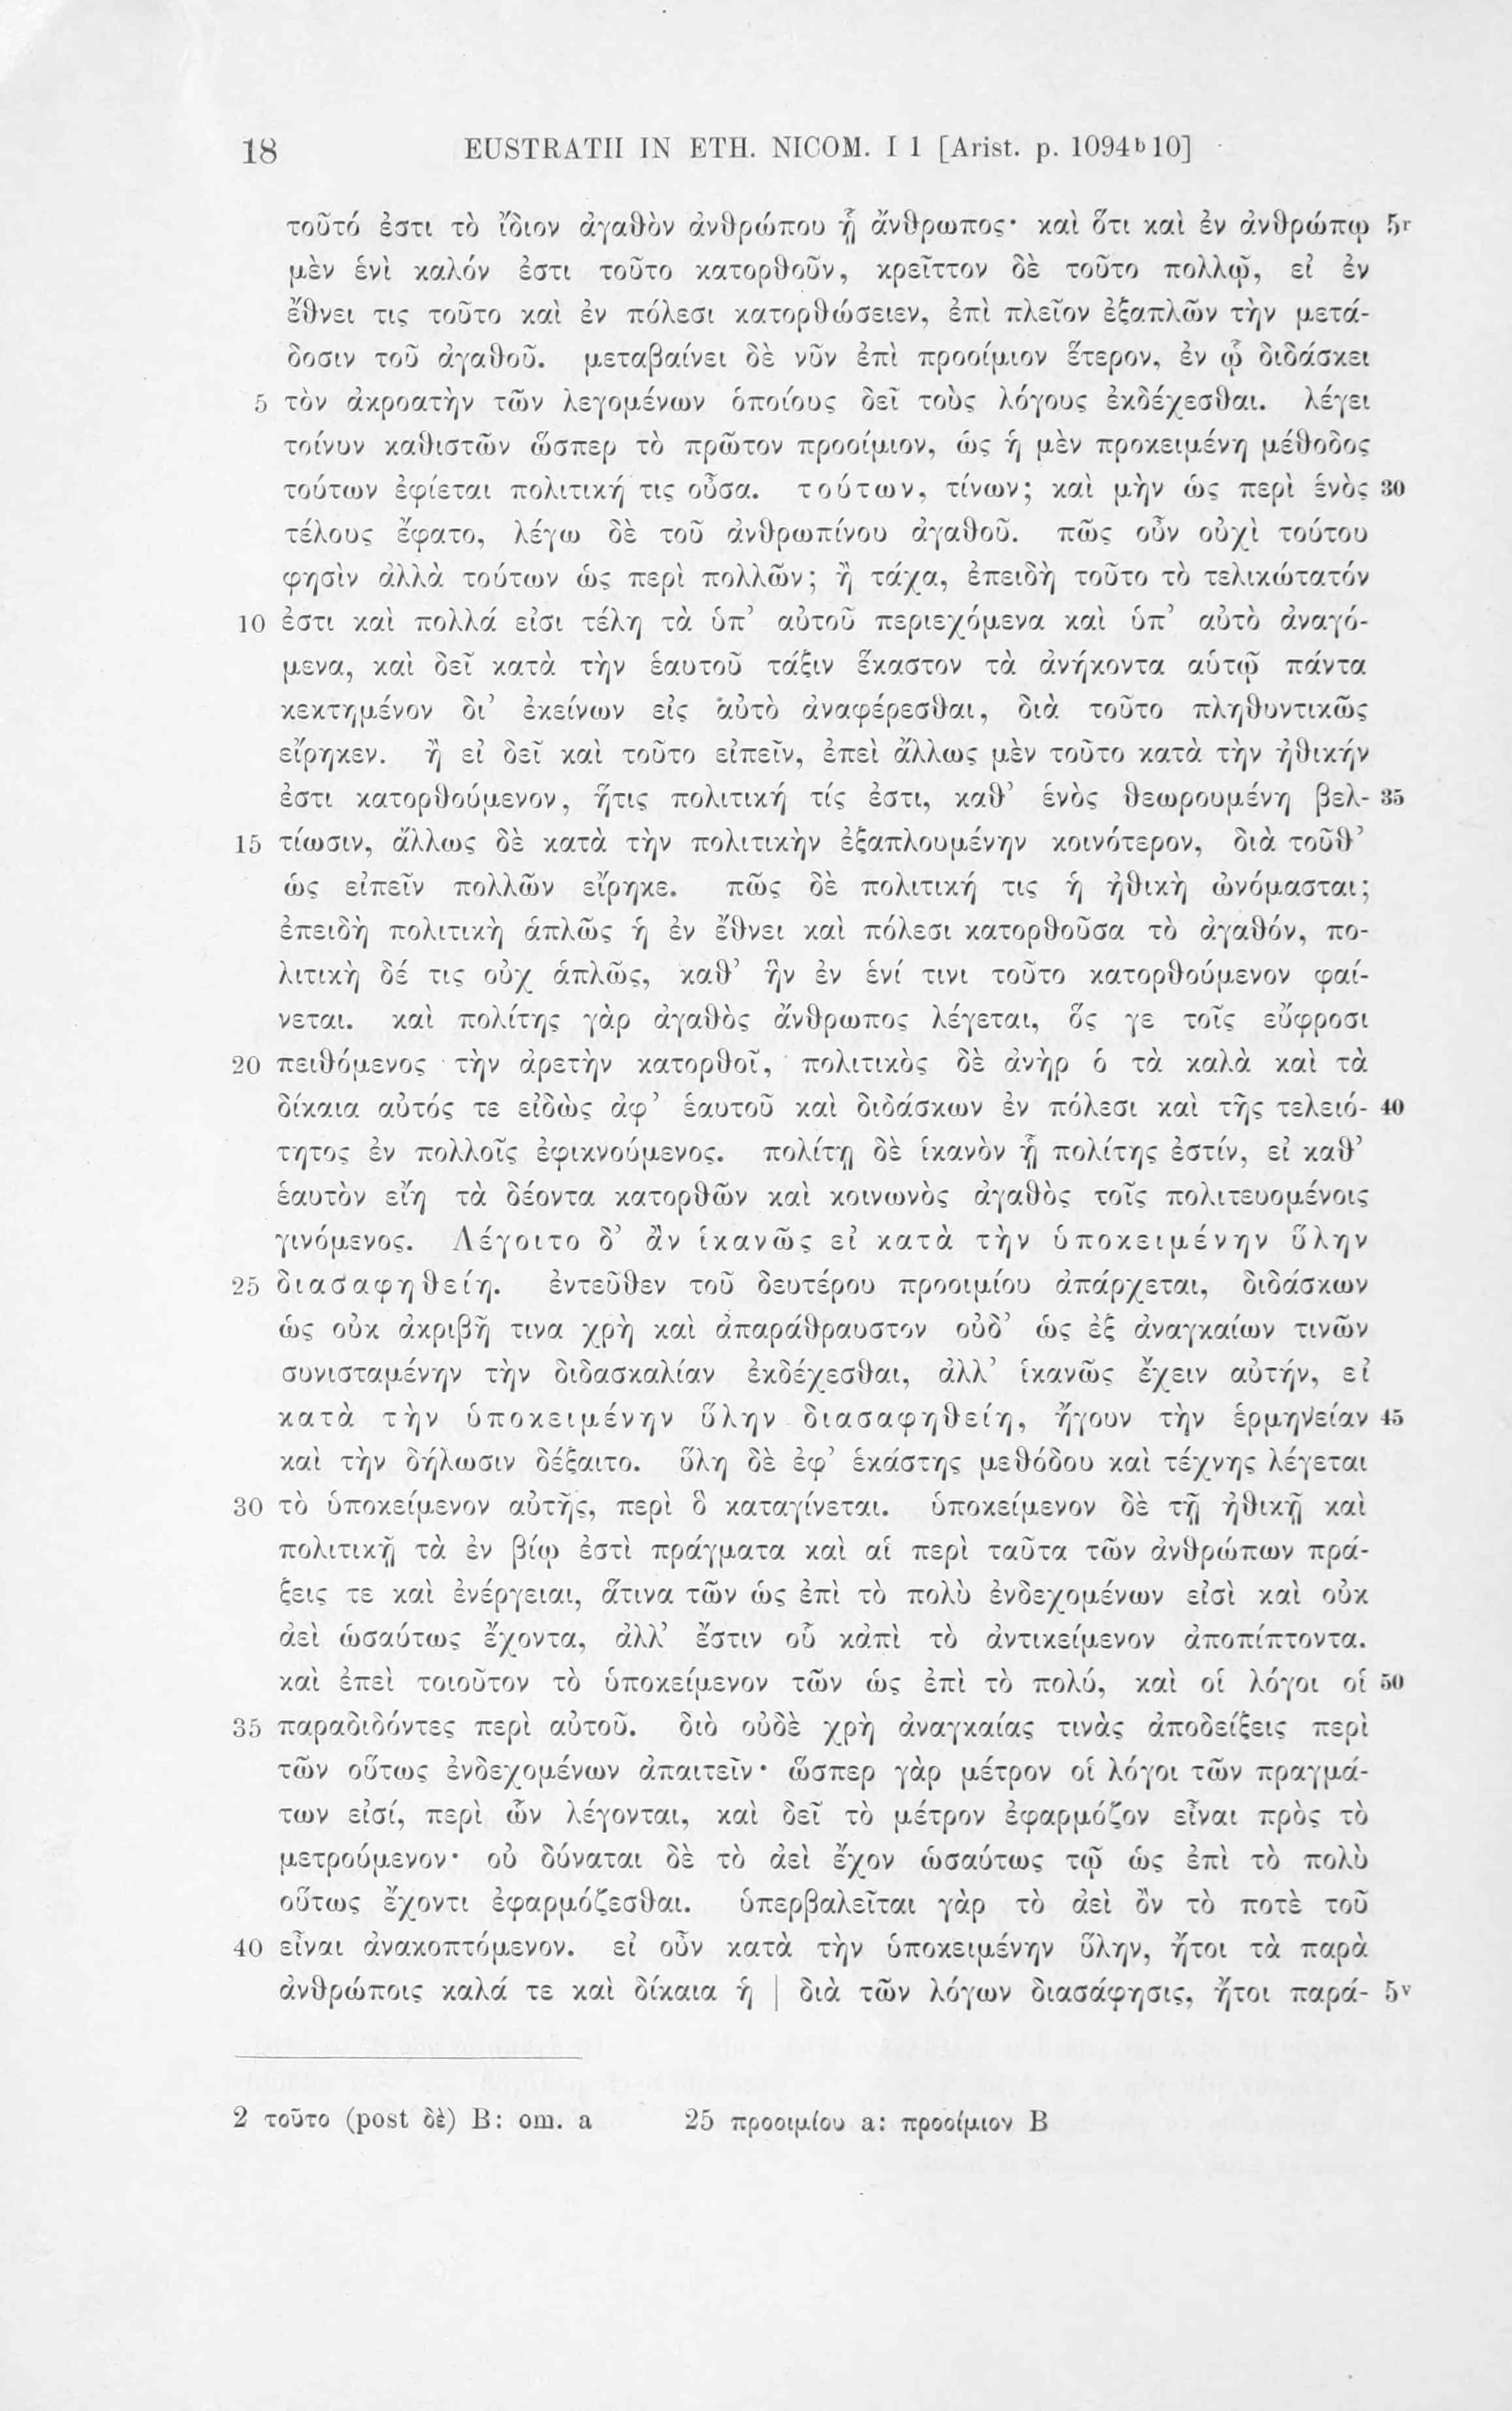 18 EUSTRATII IN ETH. NICOM. I 1 [Arist. p. 1094ᵇ10]
τοῦτό ἐστι τὸ ἴδιον ἀγαθὸν ἀνθρώπου ᾗ ἄνθρωπος· καὶ ὅτι καὶ ἐν ἀνθρώπῳ 5ʳ
μὲν ἑνὶ καλόν ἐστι τοῦτο κατορθοῦν, κρεῖττον δὲ τοῦτο πολλῷ, εἰ ἐν
ἔθνει τις τοῦτο καὶ ἐν πόλεσι κατορθώσειεν, ἐπὶ πλεῖον ἐξαπλῶν τὴν μετά-
δοσιν τοῦ ἀγαθοῦ. μεταβαίνει δὲ νῦν ἐπὶ προοίμιον ἕτερον, ἐν ᾧ διδάσκει
5 τὸν ἀκροατὴν τῶν λεγομένων ὁποίους δεῖ τοὺς λόγους ἐκδέχεσθαι. λέγει
τοίνυν καθιστῶν ὥσπερ τὸ πρῶτον προοίμιον, ὡς ἡ μὲν προκειμένη μέθοδος
τούτων ἐφίεται πολιτική τις οὖσα. τούτων, τίνων; καὶ μὴν ὡς περὶ ἑνὸς 30
τέλους ἔφατο, λέγω δὲ τοῦ ἀνθρωπίνου ἀγαθοῦ. πῶς οὖν οὐχὶ τούτου
φησὶν ἀλλὰ τούτων ὡς περὶ πολλῶν; ἢ τάχα, ἐπειδὴ τοῦτο τὸ τελικώτατόν
10 ἐστι καὶ πολλά εἰσι τέλη τὰ ὑπ’ αὐτοῦ περιεχόμενα καὶ ὑπ’ αὐτὸ ἀναγό-
μενα, καὶ δεῖ κατὰ τὴν ἑαυτοῦ τάξιν ἕκαστον τὰ ἀνήκοντα αὑτῷ πάντα
κεκτημένον δι’ ἐκείνων εἰς αὐτὸ ἀναφέρεσθαι, διὰ τοῦτο πληθυντικῶς
εἴρηκεν. ἢ εἰ δεῖ καὶ τοῦτο εἰπεῖν, ἐπεὶ ἄλλως μὲν τοῦτο κατὰ τὴν ἠθικήν
ἐστι κατορθούμενον, ἥτις πολιτική τίς ἐστι, καθ’ ἑνὸς θεωρουμένη βελ- 35
15 τίωσιν, ἄλλως δὲ κατὰ τὴν πολιτικὴν ἐξαπλουμένην κοινότερον, διὰ τοῦθ’
ὡς εἰπεῖν πολλῶν εἴρηκε. πῶς δὲ πολιτική τις ἡ ἠθικὴ ὠνόμασται;
ἐπειδὴ πολιτικὴ ἁπλῶς ἡ ἐν ἔθνει καὶ πόλεσι κατορθοῦσα τὸ ἀγαθόν, πο-
λιτικὴ δέ τις οὐχ ἁπλῶς, καθ’ ἣν ἐν ἑνί τινι τοῦτο κατορθούμενον φαί-
νεται. καὶ πολίτης γὰρ ἀγαθὸς ἄνθρωπος λέγεται, ὅς γε τοῖς εὔφροσι
20 πειθόμενος τὴν ἀρετὴν κατορθοῖ, πολιτικὸς δὲ ἀνὴρ ὁ τὰ καλὰ καὶ τὰ
δίκαια αὐτός τε εἰδὼς ἀφ’ ἑαυτοῦ καὶ διδάσκων ἐν πόλεσι καὶ τῆς τελειό- 40
τητος ἐν πολλοῖς ἐφικνούμενος. πολίτῃ δὲ ἱκανὸν ᾗ πολίτης ἐστίν, εἰ καθ’
ἑαυτὸν εἴη τὰ δέοντα κατορθῶν καὶ κοινωνὸς ἀγαθὸς τοῖς πολιτευομένοις
γινόμενος. Λέγοιτο δ’ ἂν ἱκανῶς εἰ κατὰ τὴν ὑποκειμένην ὕλην
25 διασαφηθείη. ἐντεῦθεν τοῦ δευτέρου προοιμίου ἀπάρχεται, διδάσκων
ὡς οὐκ ἀκριβῆ τινα χρὴ καὶ ἀπαράθραυστον οὐδ’ ὡς ἐξ ἀναγκαίων τινῶν
συνισταμένην τὴν διδασκαλίαν ἐκδέχεσθαι, ἀλλ’ ἱκανῶς ἔχειν αὐτήν, εἰ
κατὰ τὴν ὑποκειμένην ὕλην διασαφηθείη, ἤγουν τὴν ἑρμηνείαν 45
καὶ τὴν δήλωσιν δέξαιτο. ὕλη δὲ ἐφ’ ἑκάστης μεθόδου καὶ τέχνης λέγεται
30 τὸ ὑποκείμενον αὐτῆς, περὶ ὃ καταγίνεται. ὑποκείμενον δὲ τῇ ἠθικῇ καὶ
πολιτικῇ τὰ ἐν βίῳ ἐστὶ πράγματα καὶ αἱ περὶ ταῦτα τῶν ἀνθρώπων πρά-
ξεις τε καὶ ἐνέργειαι, ἅτινα τῶν ὡς ἐπὶ τὸ πολὺ ἐνδεχομένων εἰσὶ καὶ οὐκ
ἀεὶ ὡσαύτως ἔχοντα, ἀλλ’ ἔστιν οὗ κἀπὶ τὸ ἀντικείμενον ἀποπίπτοντα.
καὶ ἐπεὶ τοιοῦτον τὸ ὑποκείμενον τῶν ὡς ἐπὶ τὸ πολύ, καὶ οἱ λόγοι οἱ 50
35 παραδιδόντες περὶ αὐτοῦ. διὸ οὐδὲ χρὴ ἀναγκαίας τινὰς ἀποδείξεις περὶ
τῶν οὕτως ἐνδεχομένων ἀπαιτεῖν· ὥσπερ γὰρ μέτρον οἱ λόγοι τῶν πραγμά-
των εἰσί, περὶ ὧν λέγονται, καὶ δεῖ τὸ μέτρον ἐφαρμόζον εἶναι πρὸς τὸ
μετρούμενον· οὐ δύναται δὲ τὸ ἀεὶ ἔχον ὡσαύτως τῷ ὡς ἐπὶ τὸ πολὺ
οὕτως ἔχοντι ἐφαρμόζεσθαι. ὑπερβαλεῖται γὰρ τὸ ἀεὶ ὂν τὸ ποτὲ τοῦ
40 εἶναι ἀνακοπτόμενον. εἰ οὖν κατὰ τὴν ὑποκειμένην ὕλην, ἤτοι τὰ παρὰ
ἀνθρώποις καλά τε καὶ δίκαια ἡ | διὰ τῶν λόγων διασάφησις, ἤτοι παρά- 5ᵛ
2 τοῦτο (post δὲ) B: om. a 25 προοιμίου a: προοίμιον B